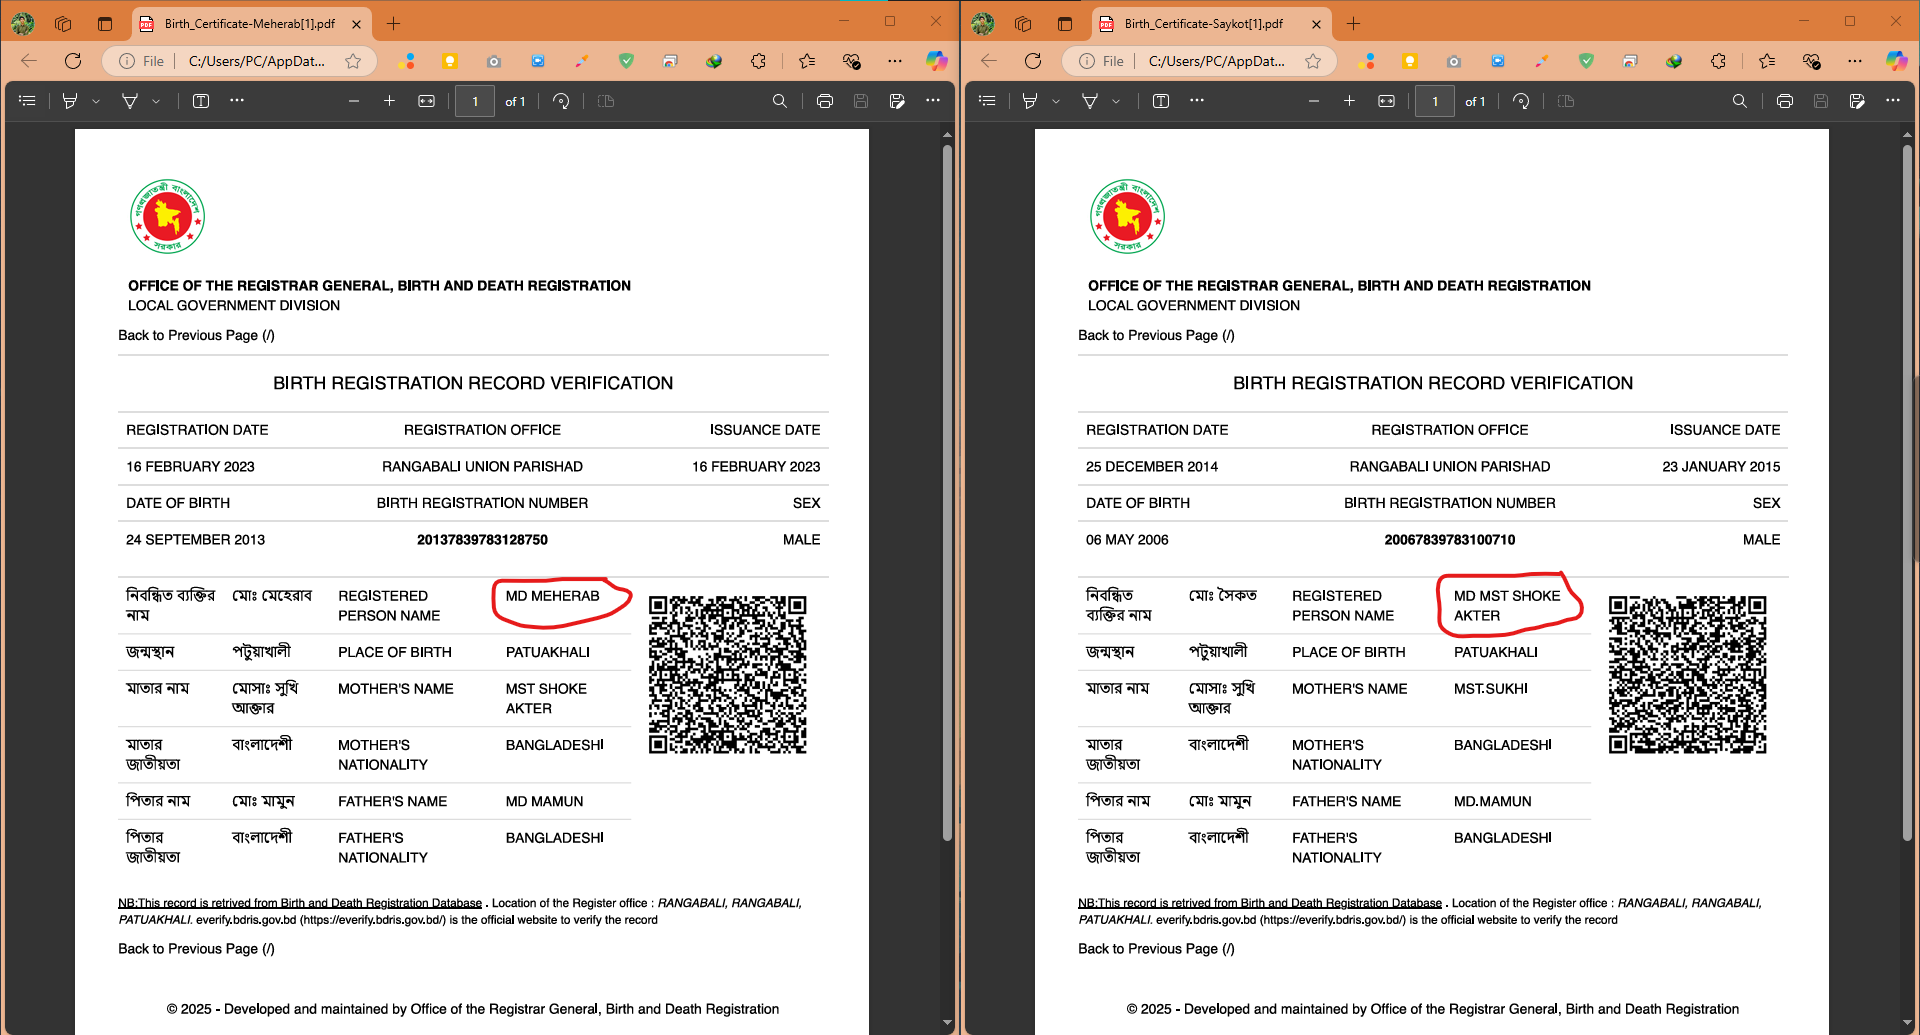 Birth_Certificate-Meherab[1].pdf
File
C:/Users/PC/AppDat...
1
of 1
গণপ্রজাতন্ত্রী বাংলাদেশ
সরকার
OFFICE OF THE REGISTRAR GENERAL, BIRTH AND DEATH REGISTRATION
LOCAL GOVERNMENT DIVISION
Back to Previous Page (/)
BIRTH REGISTRATION RECORD VERIFICATION
REGISTRATION DATE REGISTRATION OFFICE ISSUANCE DATE
16 FEBRUARY 2023 RANGABALI UNION PARISHAD 16 FEBRUARY 2023
DATE OF BIRTH BIRTH REGISTRATION NUMBER SEX
24 SEPTEMBER 2013 20137839783128750 MALE
নিবন্ধিত ব্যক্তির মোঃ মেহেরাব REGISTERED MD MEHERAB
নাম PERSON NAME
জন্মস্থান পটুয়াখালী PLACE OF BIRTH PATUAKHALI
মাতার নাম মোসাঃ সুখি MOTHER'S NAME MST SHOKE
আক্তার AKTER
মাতার বাংলাদেশী MOTHER'S BANGLADESHI
জাতীয়তা NATIONALITY
পিতার নাম মোঃ মামুন FATHER'S NAME MD MAMUN
পিতার বাংলাদেশী FATHER'S BANGLADESHI
জাতীয়তা NATIONALITY
NB:This record is retrived from Birth and Death Registration Database . Location of the Register office : RANGABALI, RANGABALI,
PATUAKHALI. everify.bdris.gov.bd (https://everify.bdris.gov.bd/) is the official website to verify the record
Back to Previous Page (/)
© 2025 - Developed and maintained by Office of the Registrar General, Birth and Death Registration
Birth_Certificate-Saykot[1].pdf
File
C:/Users/PC/AppDat...
1
of 1
গণপ্রজাতন্ত্রী বাংলাদেশ
সরকার
OFFICE OF THE REGISTRAR GENERAL, BIRTH AND DEATH REGISTRATION
LOCAL GOVERNMENT DIVISION
Back to Previous Page (/)
BIRTH REGISTRATION RECORD VERIFICATION
REGISTRATION DATE REGISTRATION OFFICE ISSUANCE DATE
25 DECEMBER 2014 RANGABALI UNION PARISHAD 23 JANUARY 2015
DATE OF BIRTH BIRTH REGISTRATION NUMBER SEX
06 MAY 2006 20067839783100710 MALE
নিবন্ধিত মোঃ সৈকত REGISTERED MD MST SHOKE
ব্যক্তির নাম PERSON NAME AKTER
জন্মস্থান পটুয়াখালী PLACE OF BIRTH PATUAKHALI
মাতার নাম মোসাঃ সুখি MOTHER'S NAME MST.SUKHI
আক্তার
মাতার বাংলাদেশী MOTHER'S BANGLADESHI
জাতীয়তা NATIONALITY
পিতার নাম মোঃ মামুন FATHER'S NAME MD.MAMUN
পিতার বাংলাদেশী FATHER'S BANGLADESHI
জাতীয়তা NATIONALITY
NB:This record is retrived from Birth and Death Registration Database . Location of the Register office : RANGABALI, RANGABALI,
PATUAKHALI. everify.bdris.gov.bd (https://everify.bdris.gov.bd/) is the official website to verify the record
Back to Previous Page (/)
© 2025 - Developed and maintained by Office of the Registrar General, Birth and Death Registration